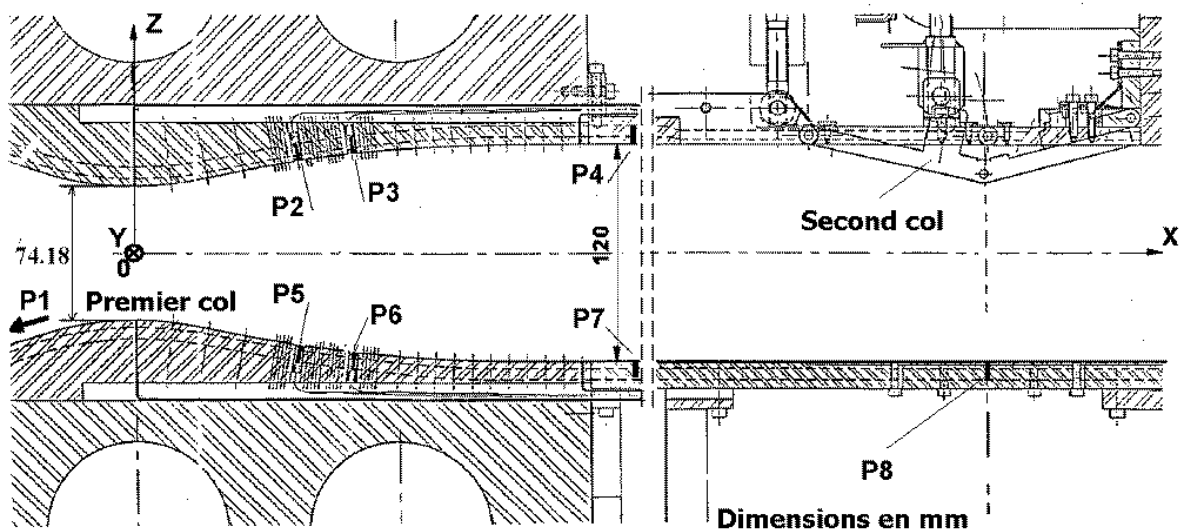 Z
P2
P3
P4
Second col
120
X
Y
0
74.18
P1
Premier col
P5
P6
P7
P8
Dimensions en mm